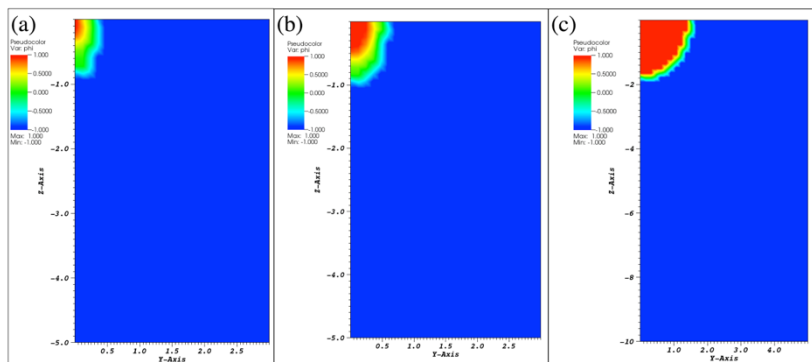 (a)
Pseudocolor
Var: phi
1.000
0.5000
0.0000
-0.5000
-1.000
Max: 1.000
Min: -1.000
Z-Axis
-1.0
-2.0
-3.0
-4.0
-5.0
0.5 1.0 1.5 2.0 2.5
Y-Axis
(b)
Pseudocolor
Var: phi
1.000
0.5000
0.0000
-0.5000
-1.000
Max: 1.000
Min: -1.000
Z-Axis
-1.0
-2.0
-3.0
-4.0
-5.0
0.5 1.0 1.5 2.0 2.5
Y-Axis
(c)
Pseudocolor
Var: phi
1.000
0.5000
0.0000
-0.5000
-1.000
Max: 1.000
Min: -1.000
Z-Axis
-2
-4
-6
-8
-10
1.0 2.0 3.0 4.0
Y-Axis